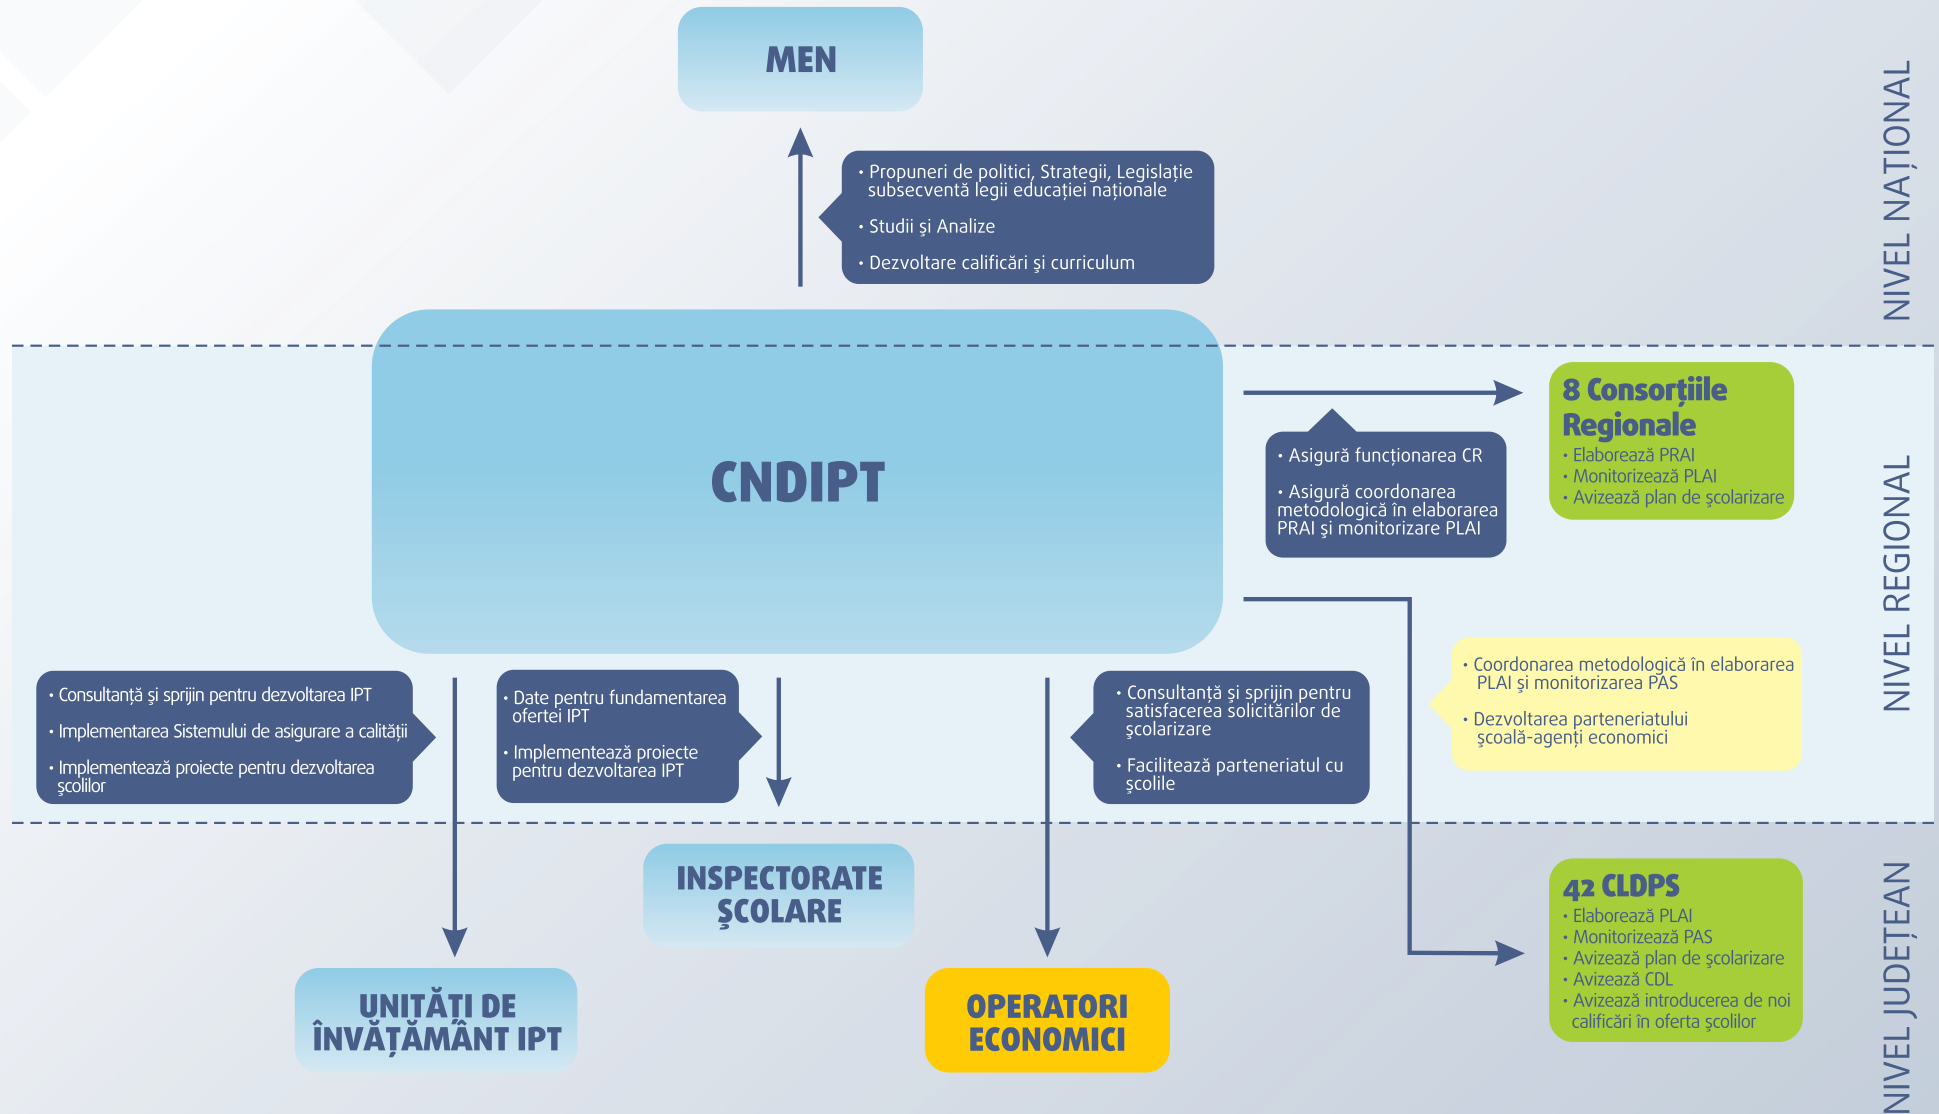 MEN
• Propuneri de politici, Strategii, Legislație
subsecventă legii educației naționale
• Studii și Analize
• Dezvoltare calificări și curriculum
NIVEL NAȚIONAL
CNDIPT
8 Consorțiile
Regionale
• Elaborează PRAI
• Monitorizează PLAI
• Avizează plan de școlarizare
• Asigură funcționarea CR
• Asigură coordonarea
metodologică în elaborarea
PRAI și monitorizare PLAI
NIVEL REGIONAL
• Consultanță și sprijin pentru dezvoltarea IPT
• Implementarea Sistemului de asigurare a calității
• Implementează proiecte pentru dezvoltarea
școlilor
• Date pentru fundamentarea
ofertei IPT
• Implementează proiecte
pentru dezvoltarea IPT
• Consultanță și sprijin pentru
satisfacerea solicitărilor de
școlarizare
• Facilitează parteneriatul cu
școlile
• Coordonarea metodologică în elaborarea
PLAI și monitorizarea PAS
• Dezvoltarea parteneriatului
școală-agenți economici
INSPECTORATE
ȘCOLARE
UNITĂȚI DE
ÎNVĂȚĂMÂNT IPT
OPERATORI
ECONOMICI
42 CLDPS
• Elaborează PLAI
• Monitorizează PAS
• Avizează plan de școlarizare
• Avizează CDL
• Avizează introducerea de noi
calificări în oferta școlilor
NIVEL JUDEȚEAN